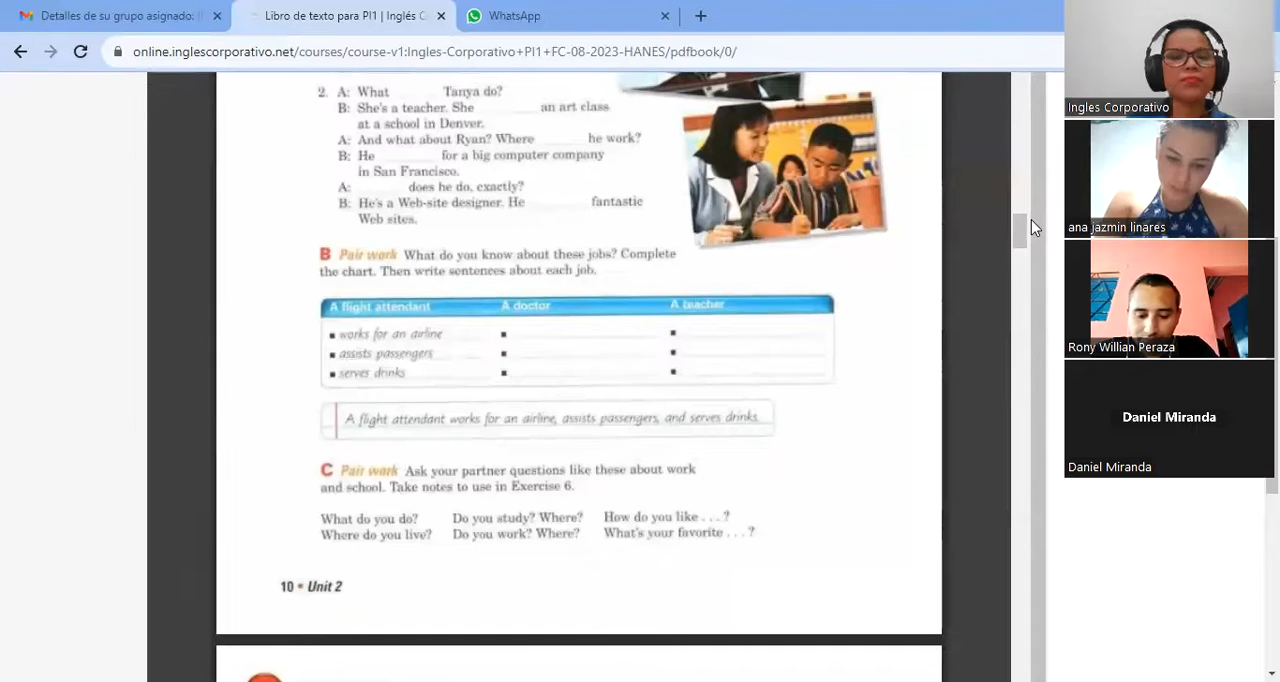 Detalles de su grupo asignado: I
Libro de texto para PI1 | Inglés C
WhatsApp
online.inglescorporativo.net/courses/course-v1:Ingles-Corporativo+PI1+FC-08-2023-HANES/pdfbook/0/
2. A: What Tanya do?
B: She's a teacher. She an art class
at a school in Denver.
A: And what about Ryan? Where he work?
B: He for a big computer company
in San Francisco.
A: does he do, exactly?
B: He's a Web-site designer. He fantastic
Web sites.
B Pair work What do you know about these jobs? Complete
the chart. Then write sentences about each job.
A flight attendant A doctor A teacher
works for an airline
assists passengers
serves drinks
A flight attendant works for an airline, assists passengers, and serves drinks.
C Pair work Ask your partner questions like these about work
and school. Take notes to use in Exercise 6.
What do you do? Do you study? Where? How do you like . . . ?
Where do you live? Do you work? Where? What's your favorite . . . ?
10 • Unit 2
Ingles Corporativo
ana jazmin linares
Rony Willian Peraza
Daniel Miranda
Daniel Miranda